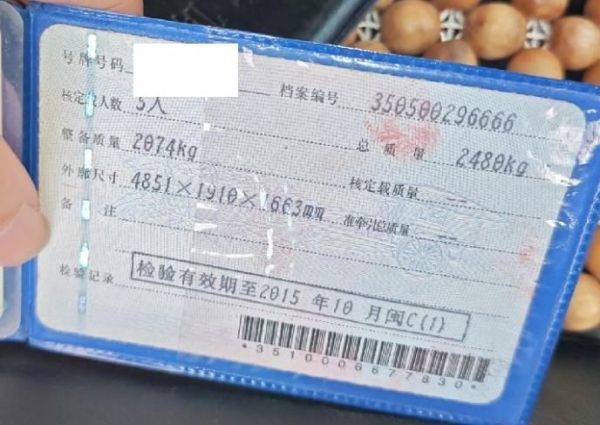 号牌号码 档案编号 350500296666
核定载人数 5人 总质量 2480kg
整备质量 2074kg 核定载质量 --
外廓尺寸 4851×1910×1663mm 准牵引总质量 --
备注
检验记录 检验有效期至2015年10月闽C(1)
*3510006677830*